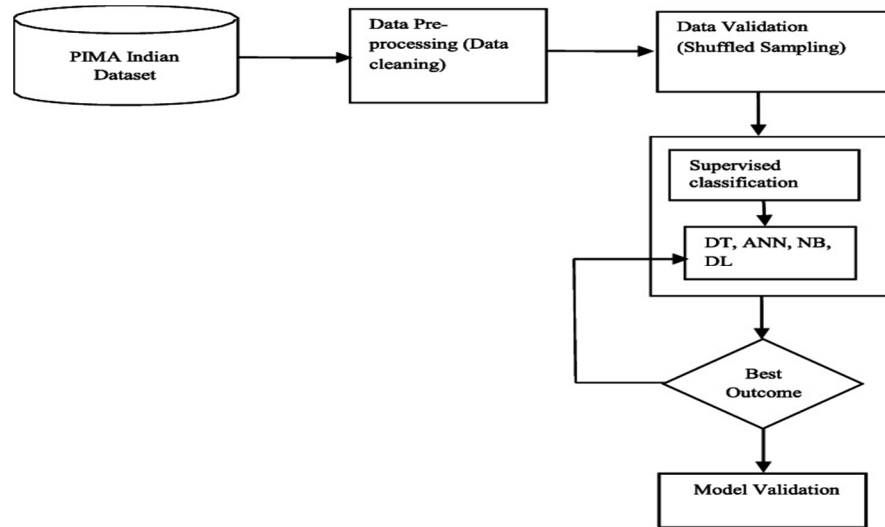 PIMA Indian
Dataset
Data Pre-
processing (Data
cleaning)
Data Validation
(Shuffled Sampling)
Supervised
classification
DT, ANN, NB,
DL
Best
Outcome
Model Validation